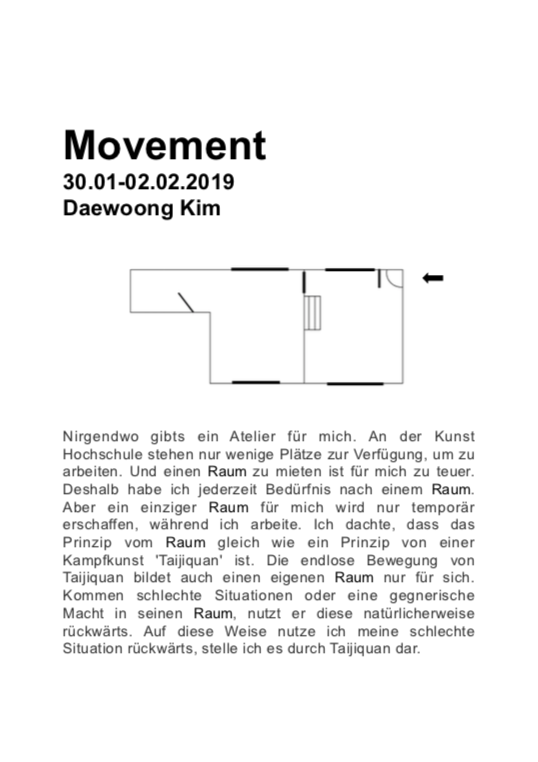 Movement
30.01-02.02.2019
Daewoong Kim
Nirgendwo gibts ein Atelier für mich. An der Kunst
Hochschule stehen nur wenige Plätze zur Verfügung, um zu
arbeiten. Und einen Raum zu mieten ist für mich zu teuer.
Deshalb habe ich jederzeit Bedürfnis nach einem Raum.
Aber ein einziger Raum für mich wird nur temporär
erschaffen, während ich arbeite. Ich dachte, dass das
Prinzip vom Raum gleich wie ein Prinzip von einer
Kampfkunst 'Taijiquan' ist. Die endlose Bewegung von
Taijiquan bildet auch einen eigenen Raum nur für sich.
Kommen schlechte Situationen oder eine gegnerische
Macht in seinen Raum, nutzt er diese natürlicherweise
rückwärts. Auf diese Weise nutze ich meine schlechte
Situation rückwärts, stelle ich es durch Taijiquan dar.